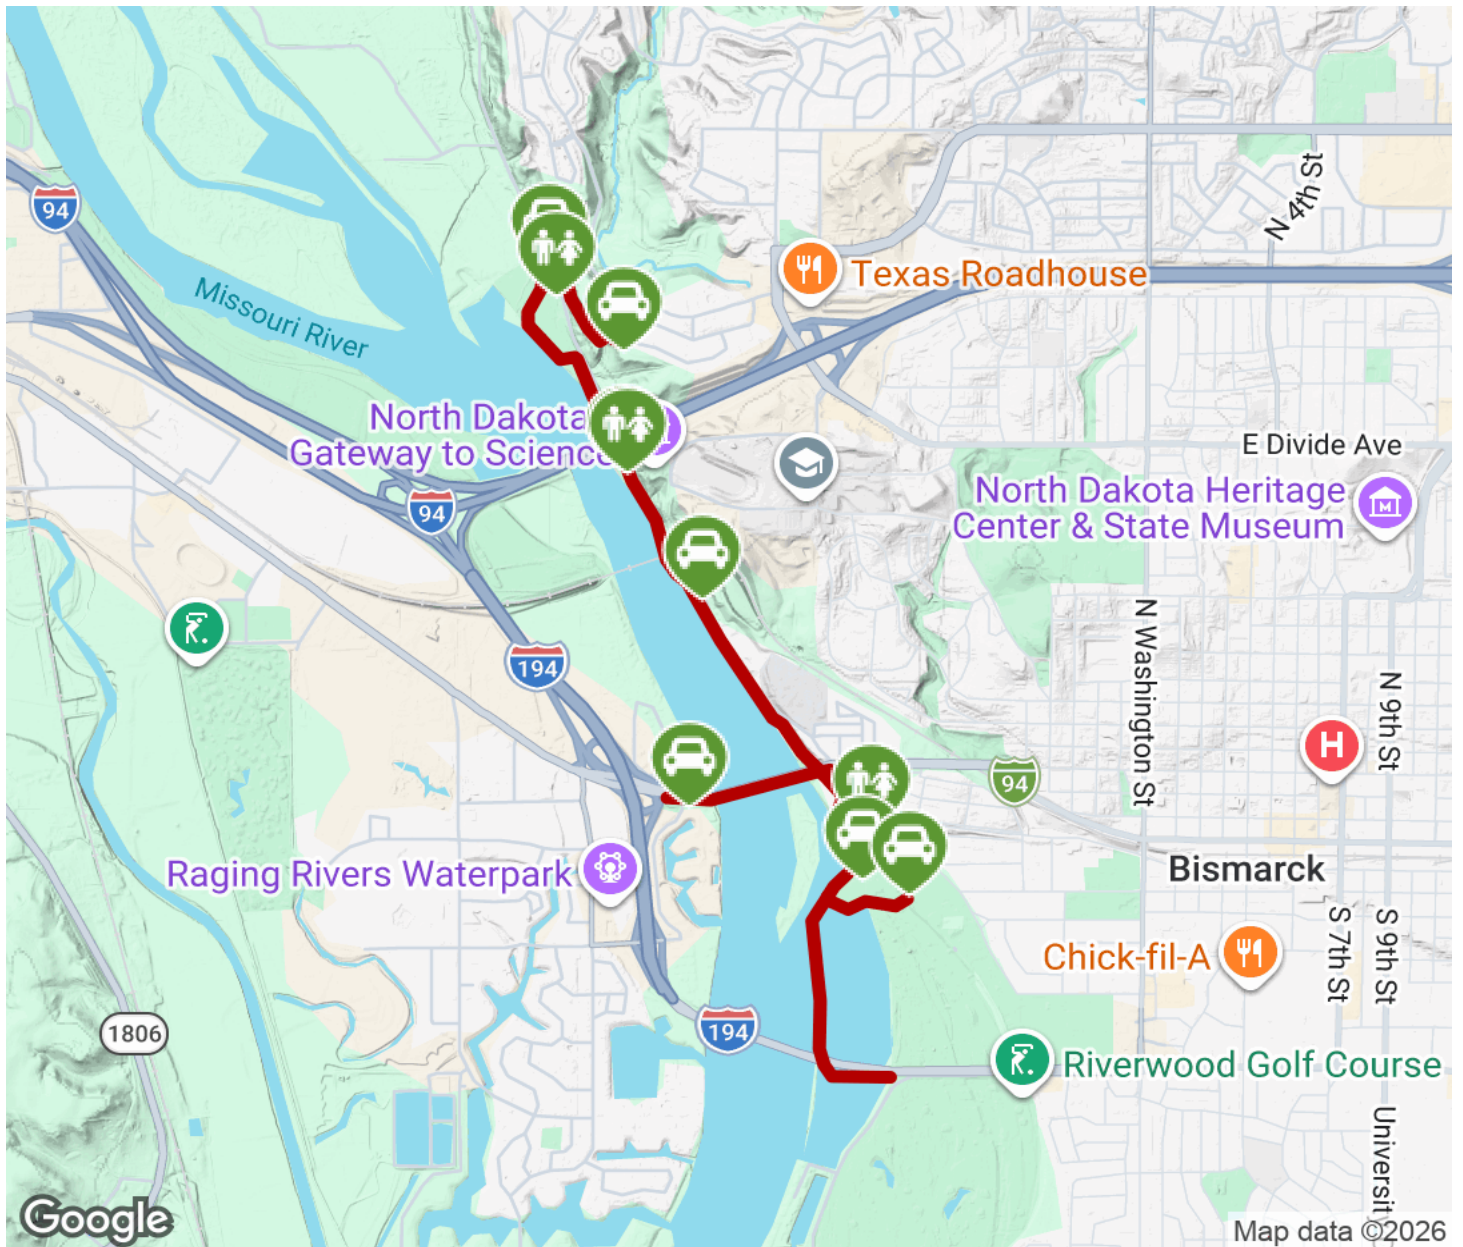 N 4th St
94
Texas Roadhouse
Missouri River
North Dakota
Gateway to Science
E Divide Ave
North Dakota Heritage
Center & State Museum
M
94
N Washington St
194
N 9th St
H
94
Bismarck
Raging Rivers Waterpark
S 7th St
S 9th St
Chick-fil-A
1806
194
Riverwood Golf Course
Google
Map data ©2026